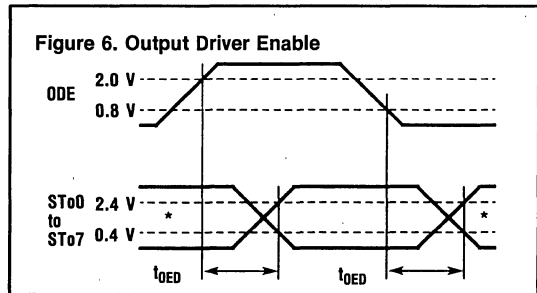 Figure 6. Output Driver Enable
ODE
2.0 V
0.8 V
STo0
to
STo7
2.4 V
0.4 V
*
*
tOED
tOED